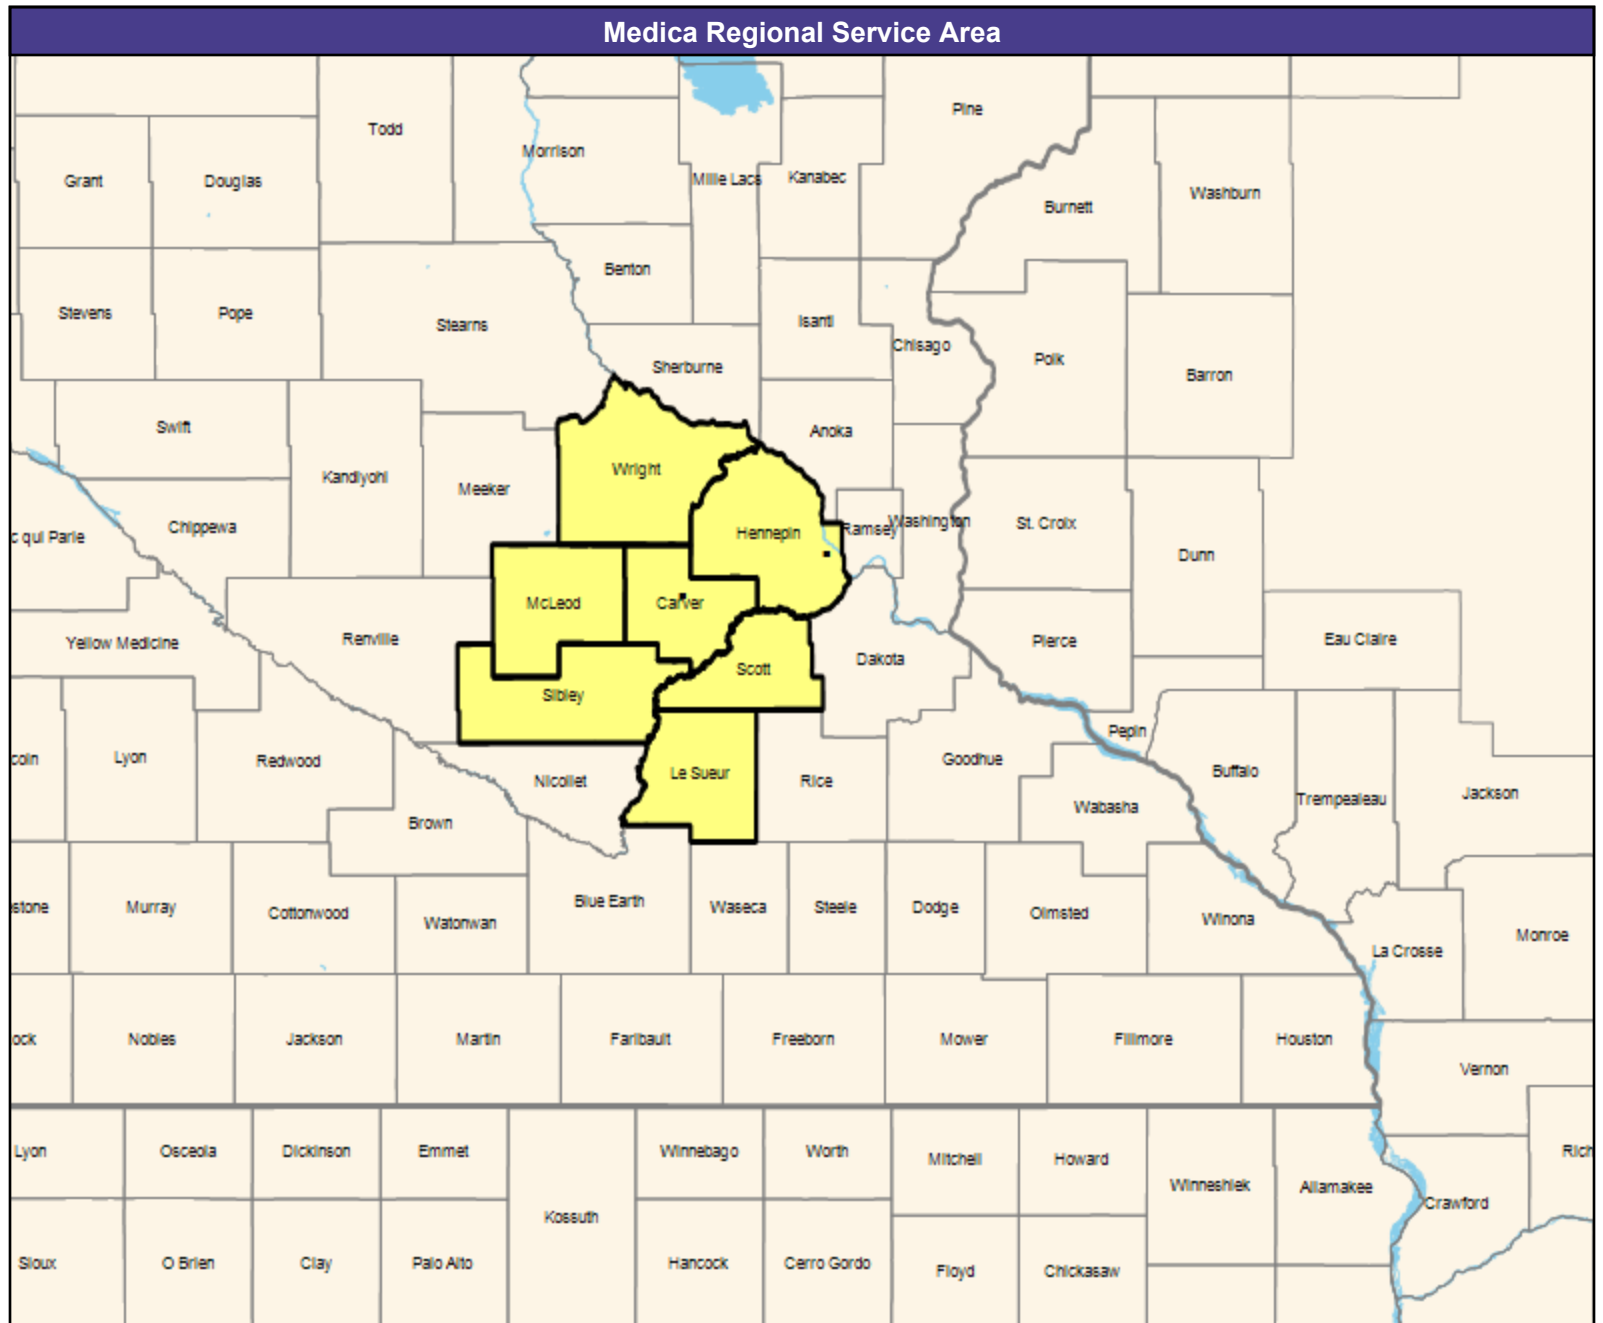 Medica Regional Service Area
Pine
Todd
Morrison
Mille Lacs
Kanabec
Grant
Douglas
Washburn
Burnett
Benton
Stevens
Pope
Stearns
Isanti
Chisago
Polk
Barron
Sherburne
Swift
Anoka
Wright
Kandiyohi
Meeker
Chippewa
Hennepin
Ramsey
Washington
St. Croix
c qui Parle
Dunn
McLeod
Carver
Yellow Medicine
Renville
Pierce
Eau Claire
Scott
Dakota
Sibley
Pepin
coln
Lyon
Redwood
Nicollet
Le Sueur
Rice
Goodhue
Buffalo
Trempealeau
Jackson
Wabasha
Brown
stone
Murray
Cottonwood
Watonwan
Blue Earth
Waseca
Steele
Dodge
Olmsted
Winona
La Crosse
Monroe
ock
Nobles
Jackson
Martin
Faribault
Freeborn
Mower
Fillmore
Houston
Vernon
Lyon
Osceola
Dickinson
Emmet
Winnebago
Worth
Mitchell
Howard
Winneshiek
Allamakee
Rich
Crawford
Kossuth
Sioux
O Brien
Clay
Palo Alto
Hancock
Cerro Gordo
Floyd
Chickasaw